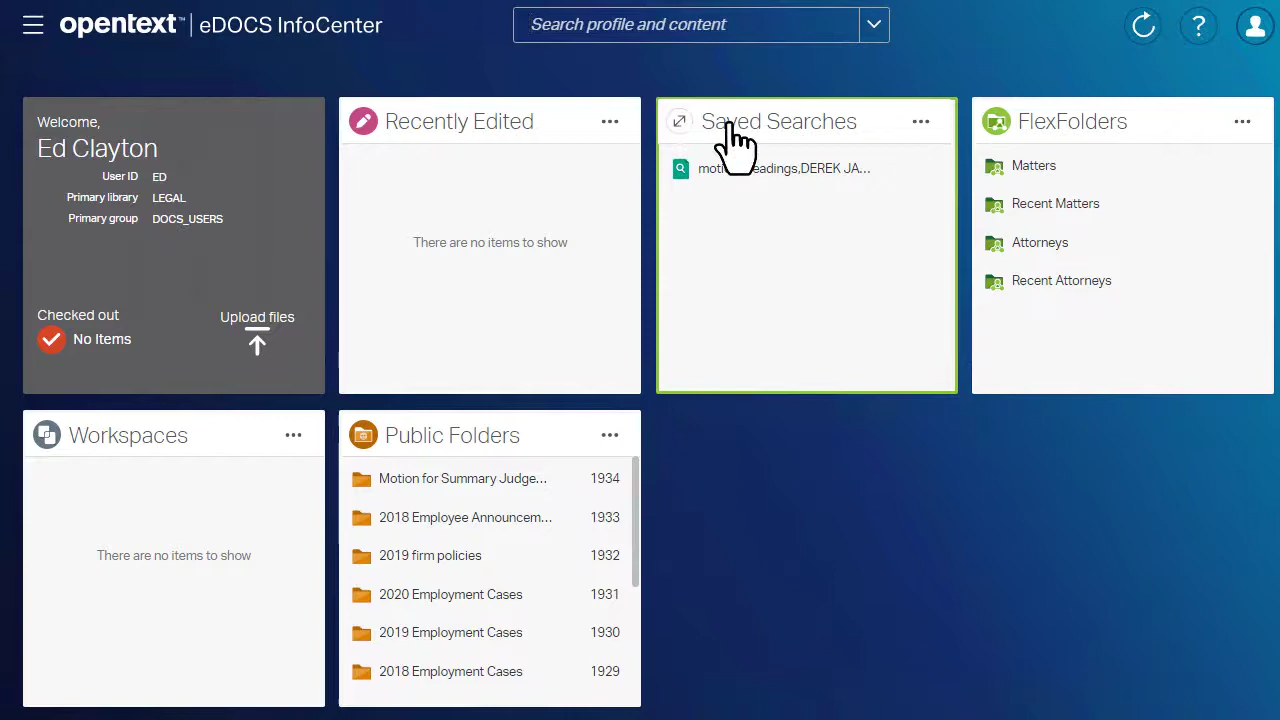 opentext | eDOCS InfoCenter
Search profile and content
?
Welcome,
Ed Clayton
User ID ED
Primary library LEGAL
Primary group DOCS_USERS
Checked out
No Items
Upload files
Recently Edited
There are no items to show
Saved Searches
eadings,DEREK JA...
FlexFolders
Matters
Recent Matters
Attorneys
Recent Attorneys
Workspaces
There are no items to show
Public Folders
Motion for Summary Judge... 1934
2018 Employee Announcem... 1933
2019 firm policies 1932
2020 Employment Cases 1931
2019 Employment Cases 1930
2018 Employment Cases 1929